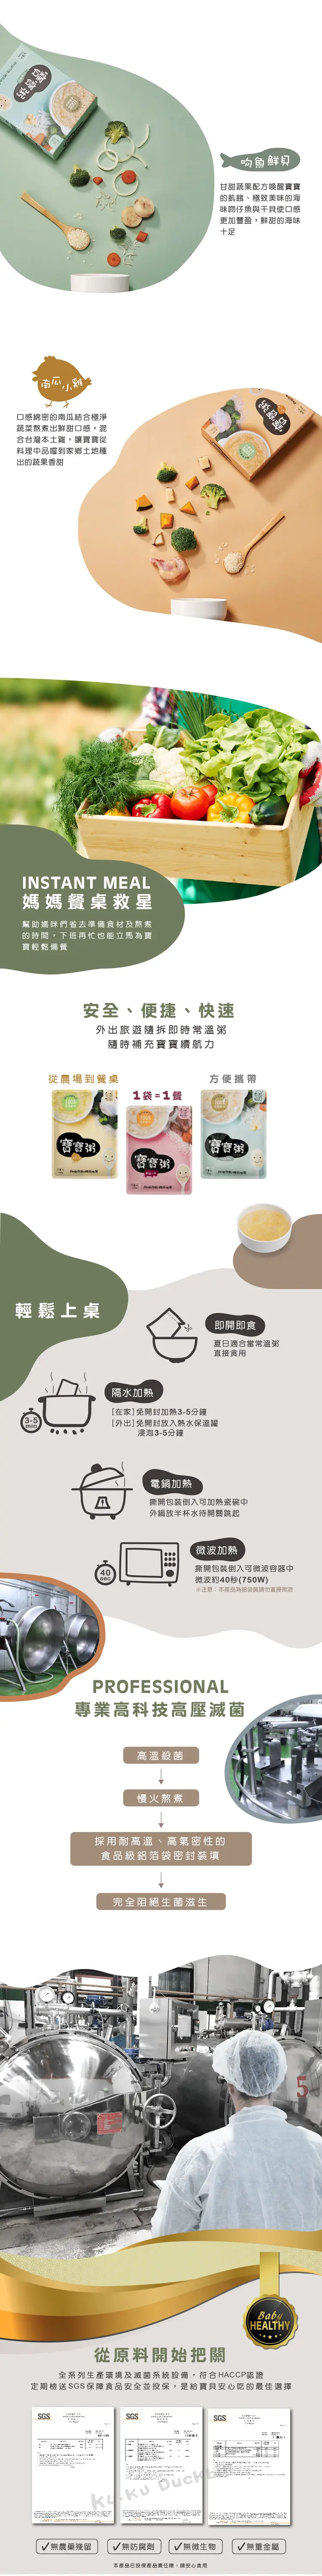 寶寶粥
吻魚鮮貝
甘甜蔬果配方喚醒寶寶
的飢餓、極致美味的海
味吻仔魚與干貝使口感
更加豐盈，鮮甜的海味
十足
南瓜小雞
口感綿密的南瓜結合極淨
蔬菜熬煮出鮮甜口感，混
合台灣本土雞，讓寶寶從
料理中品嚐到家鄉土地種
出的蔬果香甜
寶寶粥
INSTANT MEAL
媽媽餐桌救星
幫助媽咪們省去準備食材及熬煮
的時間，下班再忙也能立馬為寶
寶輕鬆備餐
安全、便捷、快速
外出旅遊隨拆即時常溫粥
隨時補充寶寶續航力
從農場到餐桌
1袋=1餐
方便攜帶
寶寶粥
寶寶粥
寶寶粥
輕鬆上桌
即開即食
夏日適合當常溫粥
直接食用
隔水加熱
3-5
min
[在家]免開封加熱3-5分鐘
[外出]免開封放入熱水保溫罐
浸泡3-5分鐘
電鍋加熱
撕開包裝倒入可加熱瓷碗中
外鍋放半杯水待開關跳起
微波加熱
40
sec
撕開包裝倒入可微波容器中
微波約40秒(750W)
※注意：本產品為鋁袋裝請勿直接微波
PROFESSIONAL
專業高科技高壓滅菌
高溫殺菌
慢火熬煮
採用耐高溫、高氣密性的
食品級鋁箔袋密封裝填
完全阻絕生菌滋生
5
Baby
HEALTHY
從原料開始把關
全系列生產環境及滅菌系統設備，符合HACCP認證
定期檢送SGS保障食品安全並投保，是給寶貝安心吃的最佳選擇
SGS
SGS
SGS
Ku.Ku Duckbill
✓無農藥殘留
✓無防腐劑
✓無微生物
✓無重金屬
本產品已投保產品責任險，請安心食用